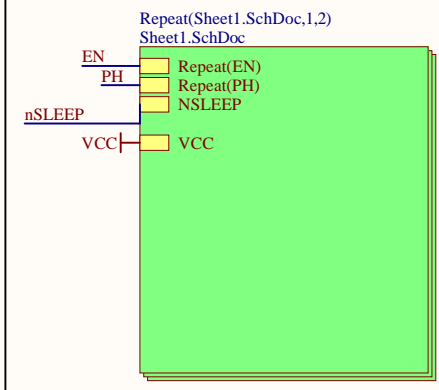 Repeat(Sheet1.SchDoc,1,2)
Sheet1.SchDoc
EN
Repeat(EN)
PH
Repeat(PH)
NSLEEP
nSLEEP
VCC
VCC